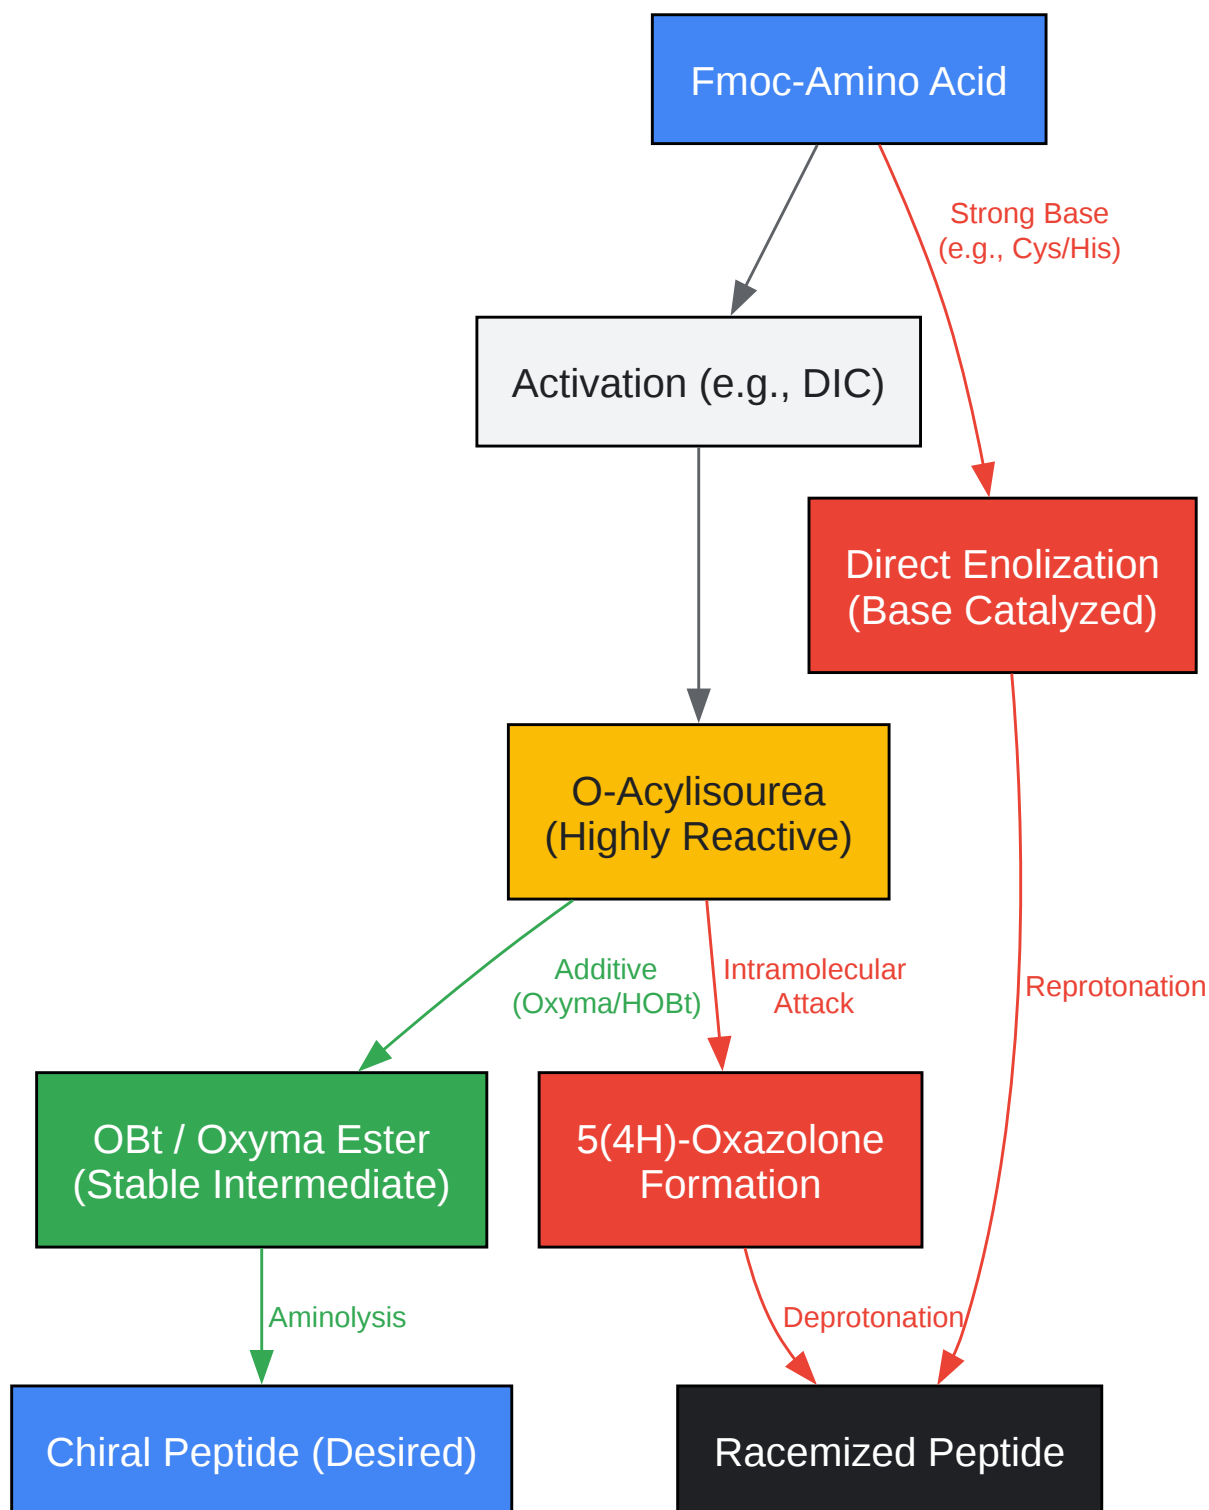 Fmoc-Amino Acid
Strong Base
(e.g., Cys/His)
Activation (e.g., DIC)
Direct Enolization
(Base Catalyzed)
O-Acylisourea
(Highly Reactive)
Additive
(Oxyma/HOBt)
Intramolecular
Attack
Reprotonation
OBt / Oxyma Ester
(Stable Intermediate)
5(4H)-Oxazolone
Formation
Aminolysis
Deprotonation
Chiral Peptide (Desired)
Racemized Peptide